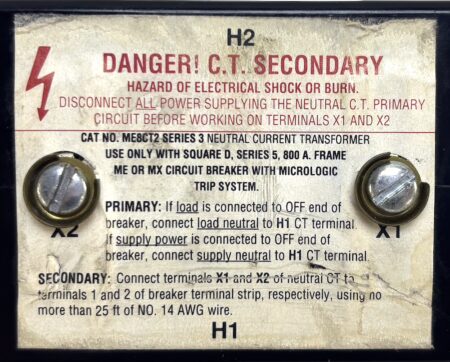 H2
DANGER! C.T. SECONDARY
HAZARD OF ELECTRICAL SHOCK OR BURN.
DISCONNECT ALL POWER SUPPLYING THE NEUTRAL C.T. PRIMARY
CIRCUIT BEFORE WORKING ON TERMINALS X1 AND X2
CAT NO. ME8CT2 SERIES 3 NEUTRAL CURRENT TRANSFORMER
USE ONLY WITH SQUARE D, SERIES 5, 800 A. FRAME
ME OR MX CIRCUIT BREAKER WITH MICROLOGIC
TRIP SYSTEM.
PRIMARY: If load is connected to OFF end of
breaker, connect load neutral to H1 CT terminal
If supply power is connected to OFF end of
breaker, connect supply neutral to H1 CT terminal
X2
X1
SECONDARY: Connect terminals X1 and X2 of neutral CT to
terminals 1 and 2 of breaker terminal strip, respectively, using no
more than 25 ft of NO. 14 AWG wire.
H1